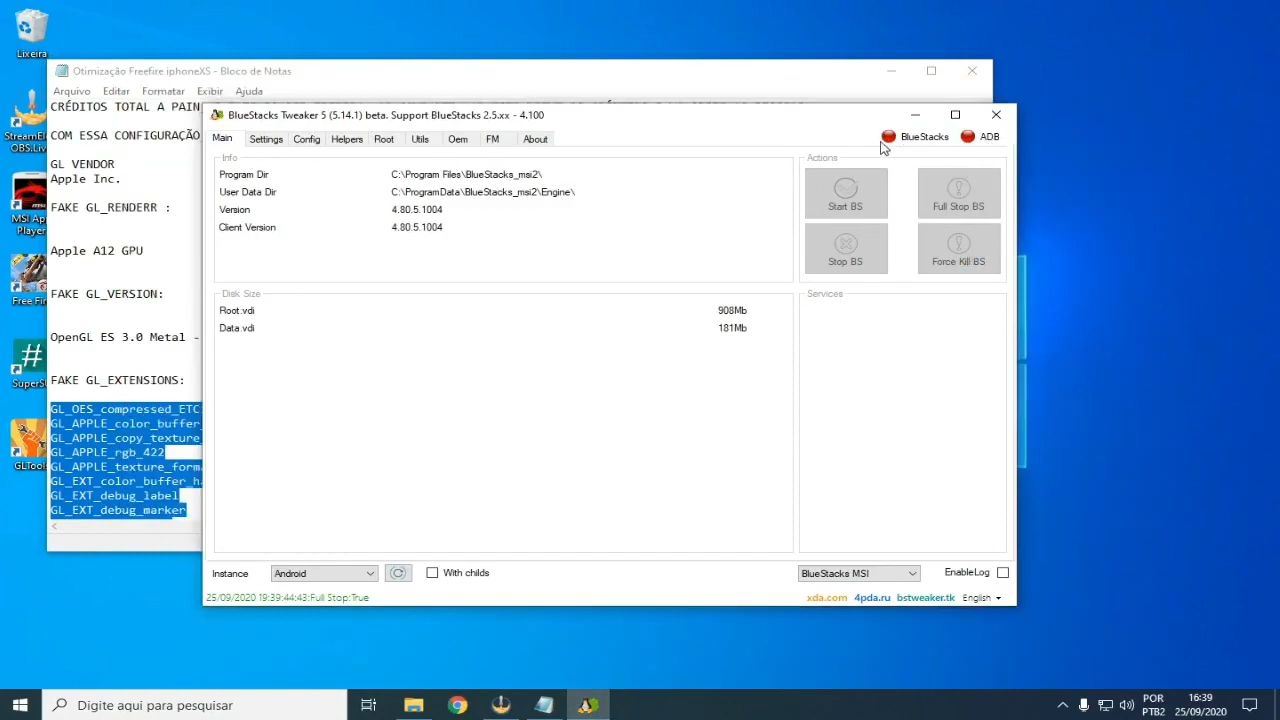 Lixeira
StreamEl
OBS.Liv
MSI Ap
Player
Free Fir
SuperS
GLTool
Otimização Freefire iphoneXS - Bloco de Notas
Arquivo Editar Formatar Exibir Ajuda
CRÉDITOS TOTAL A PAIN
COM ESSA CONFIGURAÇÃO
GL VENDOR
Apple Inc.
FAKE GL_RENDERR :
Apple A12 GPU
FAKE GL_VERSION:
OpenGL ES 3.0 Metal -
FAKE GL_EXTENSIONS:
GL_OES_compressed_ETC
GL_APPLE_color_buffer_
GL_APPLE_copy_texture_
GL_APPLE_rgb_422
GL_APPLE_texture_forma
GL_EXT_color_buffer_ha
GL_EXT_debug_label
GL_EXT_debug_marker
BlueStacks Tweaker 5 (5.14.1) beta. Support BlueStacks 2.5.xx - 4.100
Main Settings Config Helpers Root Utils Oem FM About
BlueStacks ADB
Info
Program Dir C:\Program Files\BlueStacks_msi2\
User Data Dir C:\ProgramData\BlueStacks_msi2\Engine\
Version 4.80.5.1004
Client Version 4.80.5.1004
Actions
Start BS Full Stop BS
Stop BS Force Kill BS
Disk Size
Root.vdi 908Mb
Data.vdi 181Mb
Services
Instance Android With childs BlueStacks MSI EnableLog
25/09/2020 19:39:44:43:Full Stop:True
xda.com 4pda.ru bstweaker.tk English
Digite aqui para pesquisar
POR
PTB2
16:39
25/09/2020